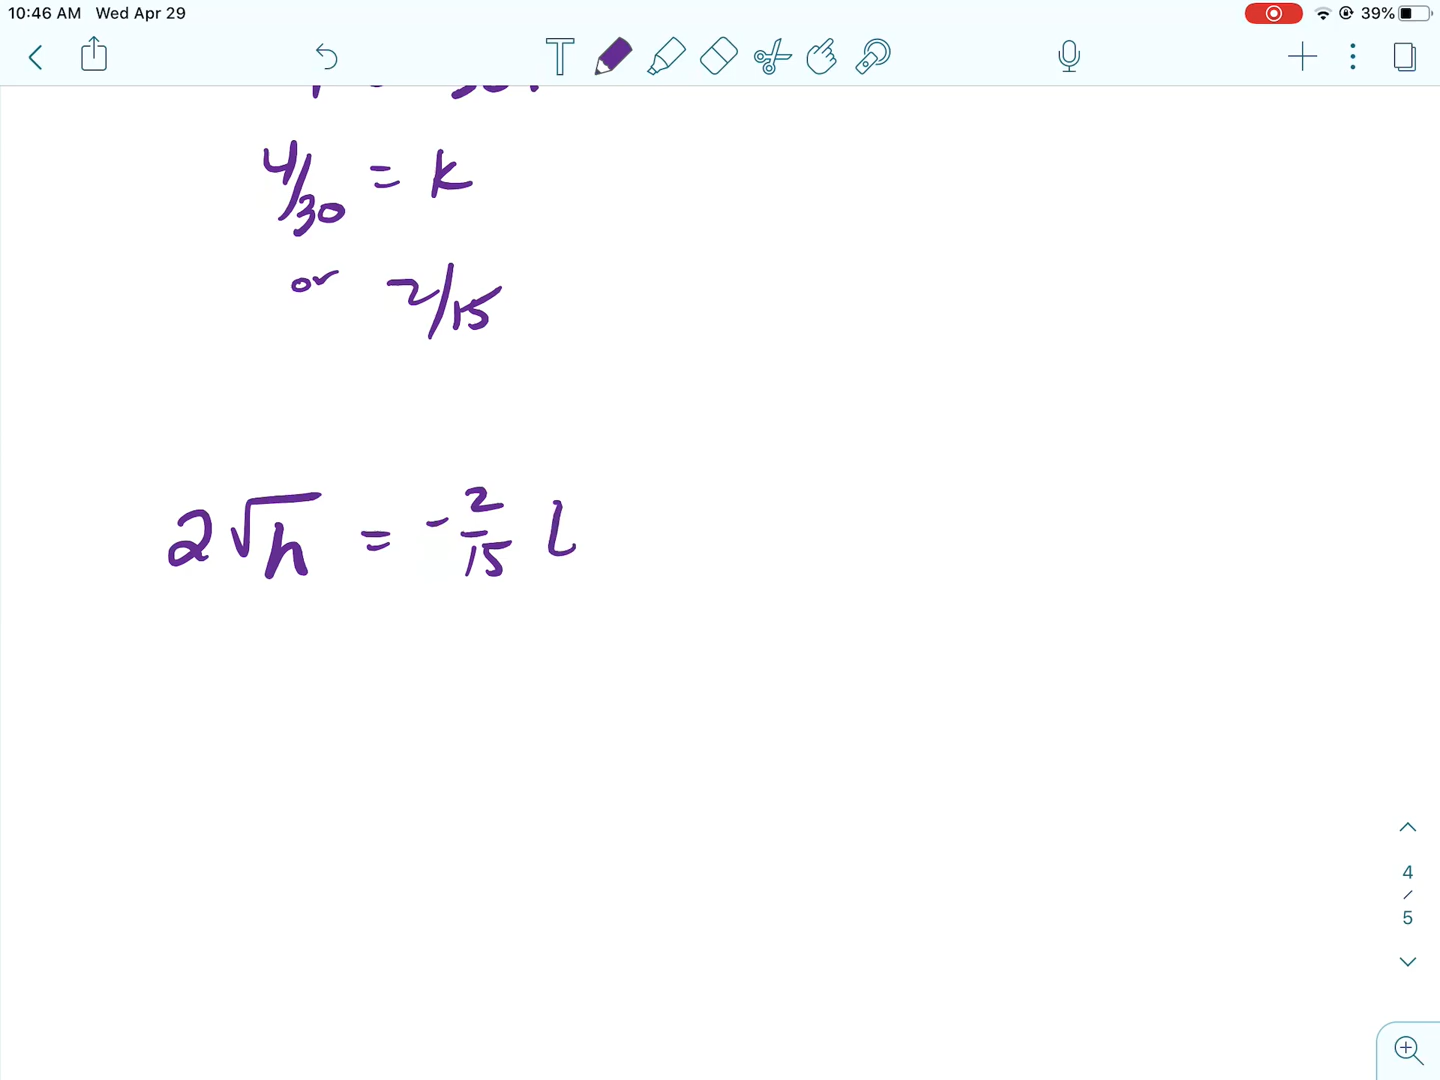 10:46 AM Wed Apr 29 39%
4/30 = k
or 2/15
2√h = -2/15 l
4
/
5